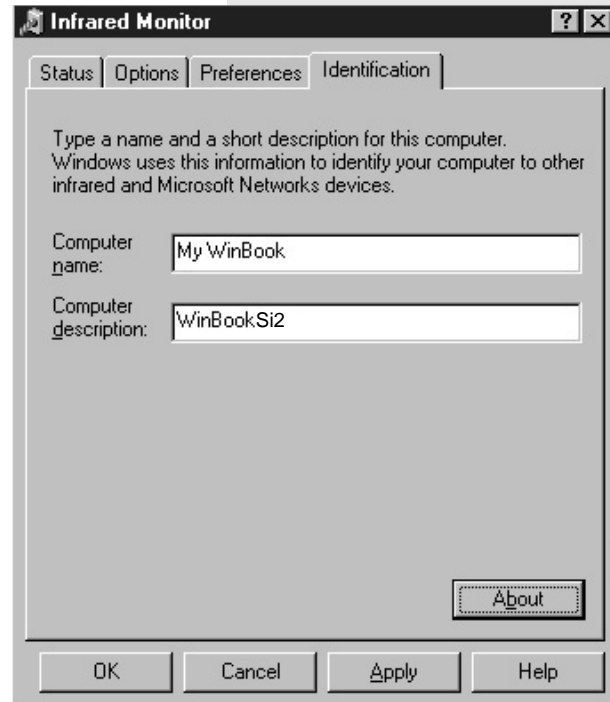 Infrared Monitor
Status Options Preferences Identification
Type a name and a short description for this computer.
Windows uses this information to identify your computer to other
infrared and Microsoft Networks devices.
Computer
name:
My WinBook
Computer
description:
WinBookSi2
About
OK Cancel Apply Help